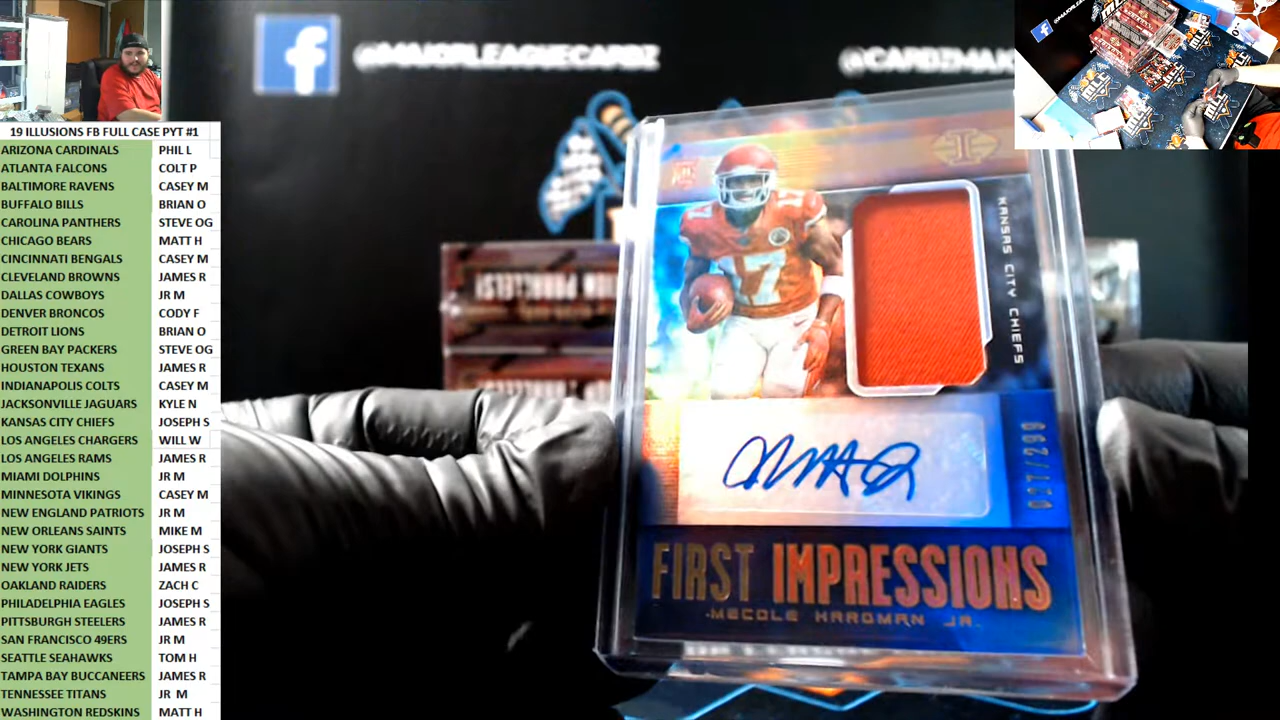 @MAJORLEAGUECARDZ
19 ILLUSIONS FB FULL CASE PYT #1
ARIZONA CARDINALS PHIL L
ATLANTA FALCONS COLT P
BALTIMORE RAVENS CASEY M
BUFFALO BILLS BRIAN O
CAROLINA PANTHERS STEVE OG
CHICAGO BEARS MATT H
CINCINNATI BENGALS CASEY M
CLEVELAND BROWNS JAMES R
DALLAS COWBOYS JR M
DENVER BRONCOS CODY F
DETROIT LIONS BRIAN O
GREEN BAY PACKERS STEVE OG
HOUSTON TEXANS JAMES R
INDIANAPOLIS COLTS CASEY M
JACKSONVILLE JAGUARS KYLE N
KANSAS CITY CHIEFS JOSEPH S
LOS ANGELES CHARGERS WILL W
LOS ANGELES RAMS JAMES R
MIAMI DOLPHINS JR M
MINNESOTA VIKINGS CASEY M
NEW ENGLAND PATRIOTS JR M
NEW ORLEANS SAINTS MIKE M
NEW YORK GIANTS JOSEPH S
NEW YORK JETS JAMES R
OAKLAND RAIDERS ZACH C
PHILADELPHIA EAGLES JOSEPH S
PITTSBURGH STEELERS JAMES R
SAN FRANCISCO 49ERS JR M
SEATTLE SEAHAWKS TOM H
TAMPA BAY BUCCANEERS JAMES R
TENNESSEE TITANS JR M
WASHINGTON REDSKINS MATT H
17
17
KANSAS CITY CHIEFS
FIRST IMPRESSIONS
MECOLE HARDMAN JR.
MLC